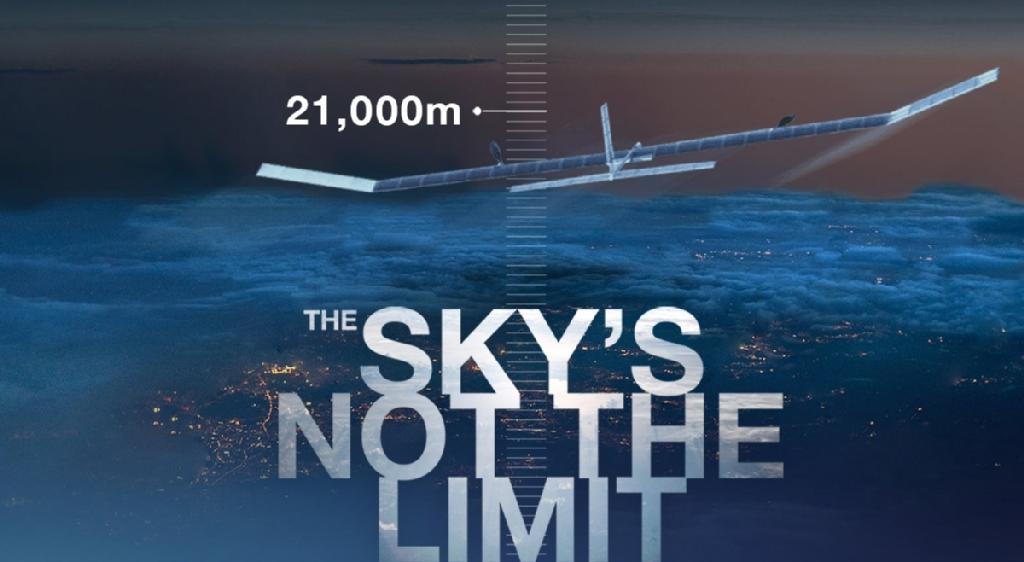 21,000m
THE SKY'S
NOT THE
LIMIT